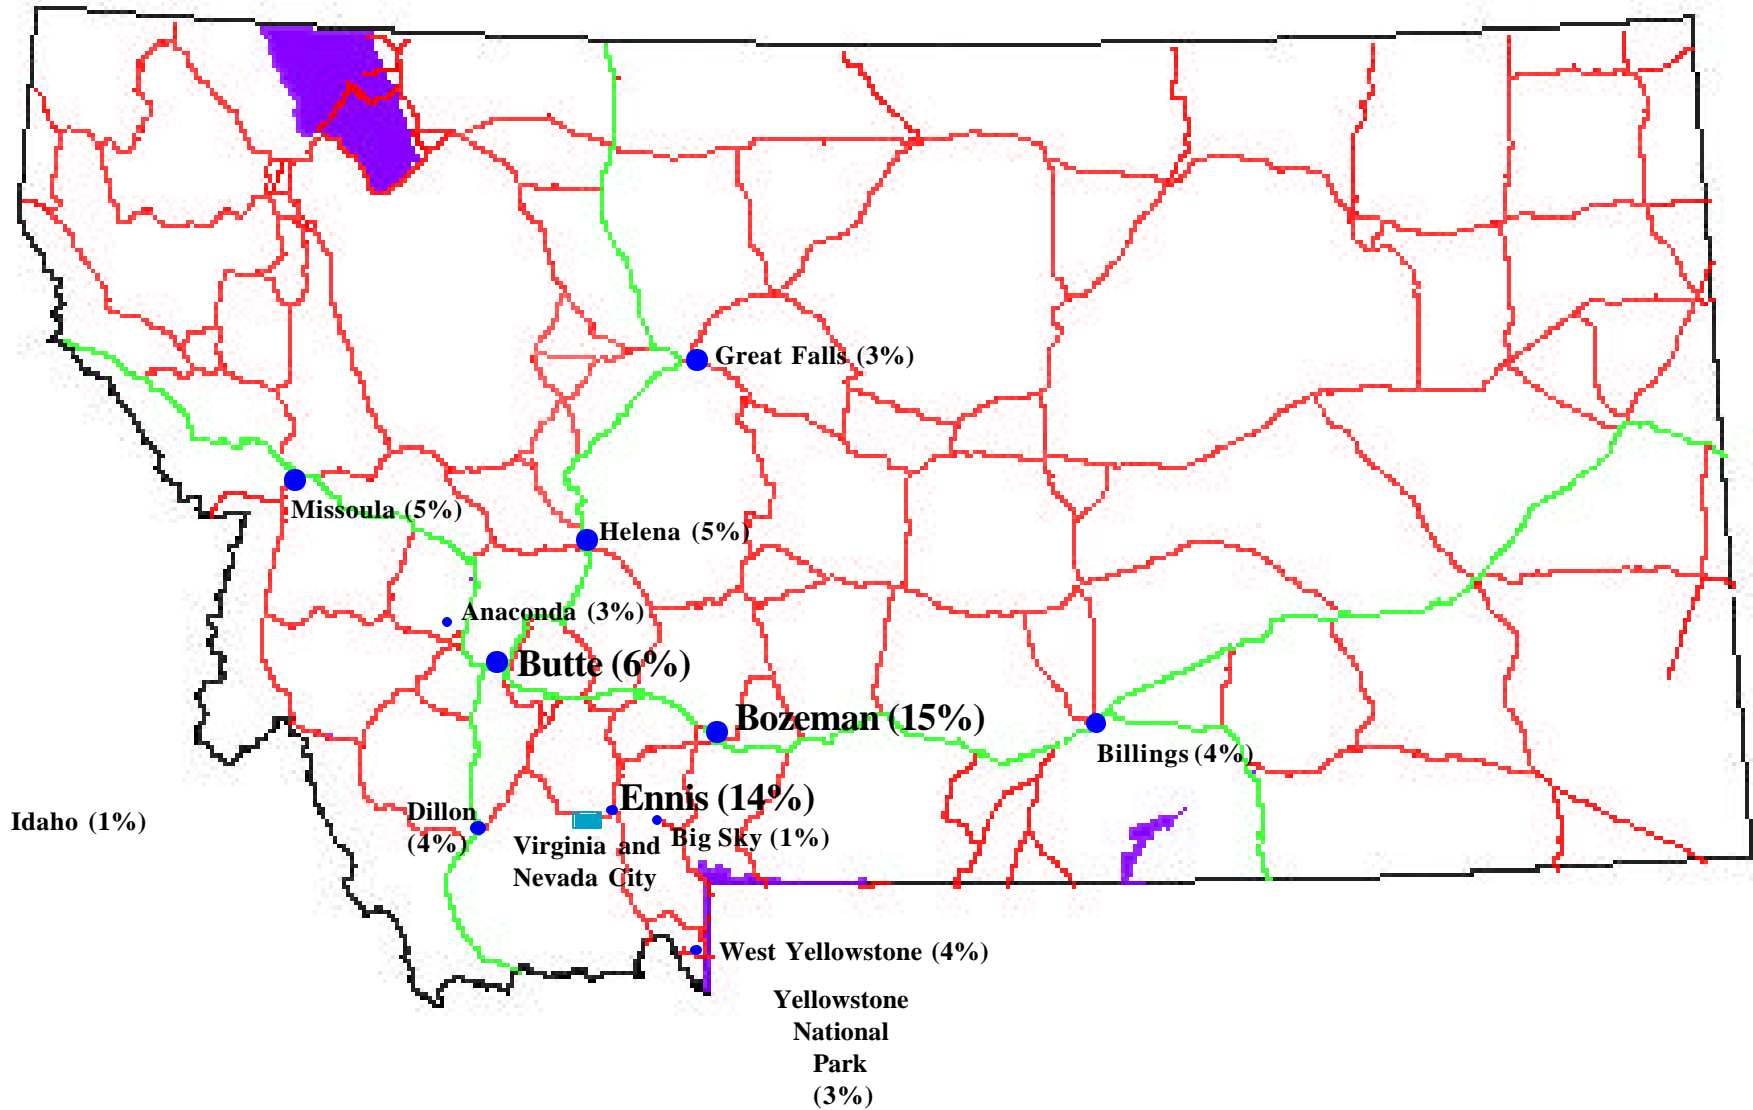 Great Falls (3%)
Missoula (5%)
Helena (5%)
Anaconda (3%)
Butte (6%)
Bozeman (15%)
Billings (4%)
Ennis (14%)
Dillon
(4%)
Idaho (1%)
Big Sky (1%)
Virginia and
Nevada City
West Yellowstone (4%)
Yellowstone
National
Park
(3%)